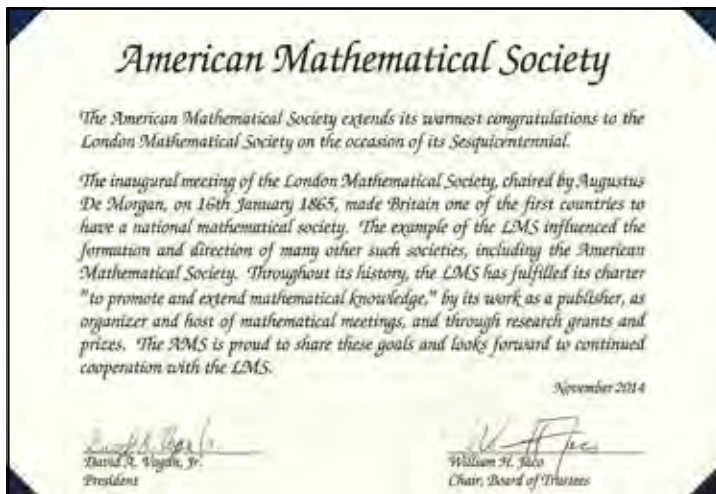 American Mathematical Society
The American Mathematical Society extends its warmest congratulations to the
London Mathematical Society on the occasion of its Sesquicentennial.
The inaugural meeting of the London Mathematical Society, chaired by Augustus
De Morgan, on 16th January 1865, made Britain one of the first countries to
have a national mathematical society. The example of the LMS influenced the
formation and direction of many other such societies, including the American
Mathematical Society. Throughout its history, the LMS has fulfilled its charter
"to promote and extend mathematical knowledge," by its work as a publisher, as
organizer and host of mathematical meetings, and through research grants and
prizes. The AMS is proud to share these goals and looks forward to continued
cooperation with the LMS.
November 2014
David A. Vogan, Jr.
William H. Jaco
President
Chair, Board of Trustees